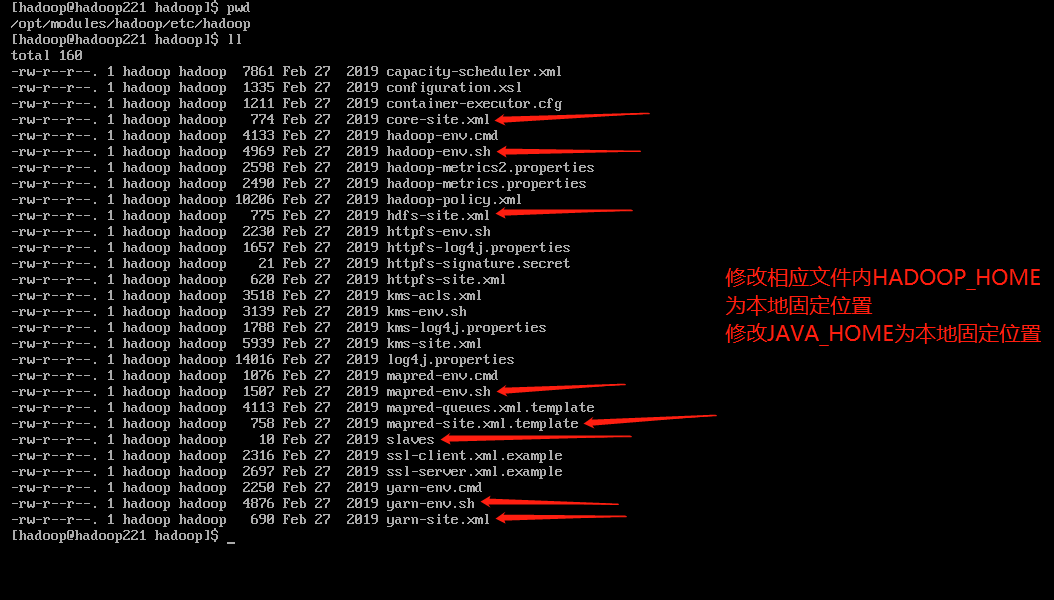 [hadoop@hadoop221 hadoop]$ pwd
/opt/modules/hadoop/etc/hadoop
[hadoop@hadoop221 hadoop]$ ll
total 160
-rw-r--r--. 1 hadoop hadoop  7861 Feb 27  2019 capacity-scheduler.xml
-rw-r--r--. 1 hadoop hadoop  1335 Feb 27  2019 configuration.xsl
-rw-r--r--. 1 hadoop hadoop  1211 Feb 27  2019 container-executor.cfg
-rw-r--r--. 1 hadoop hadoop   774 Feb 27  2019 core-site.xml
-rw-r--r--. 1 hadoop hadoop  4133 Feb 27  2019 hadoop-env.cmd
-rw-r--r--. 1 hadoop hadoop  4969 Feb 27  2019 hadoop-env.sh
-rw-r--r--. 1 hadoop hadoop  2598 Feb 27  2019 hadoop-metrics2.properties
-rw-r--r--. 1 hadoop hadoop  2490 Feb 27  2019 hadoop-metrics.properties
-rw-r--r--. 1 hadoop hadoop 10206 Feb 27  2019 hadoop-policy.xml
-rw-r--r--. 1 hadoop hadoop   775 Feb 27  2019 hdfs-site.xml
-rw-r--r--. 1 hadoop hadoop  2230 Feb 27  2019 httpfs-env.sh
-rw-r--r--. 1 hadoop hadoop  1657 Feb 27  2019 httpfs-log4j.properties
-rw-r--r--. 1 hadoop hadoop    21 Feb 27  2019 httpfs-signature.secret
-rw-r--r--. 1 hadoop hadoop   620 Feb 27  2019 httpfs-site.xml
-rw-r--r--. 1 hadoop hadoop  3518 Feb 27  2019 kms-acls.xml
-rw-r--r--. 1 hadoop hadoop  3139 Feb 27  2019 kms-env.sh
-rw-r--r--. 1 hadoop hadoop  1788 Feb 27  2019 kms-log4j.properties
-rw-r--r--. 1 hadoop hadoop  5939 Feb 27  2019 kms-site.xml
-rw-r--r--. 1 hadoop hadoop 14016 Feb 27  2019 log4j.properties
-rw-r--r--. 1 hadoop hadoop  1076 Feb 27  2019 mapred-env.cmd
-rw-r--r--. 1 hadoop hadoop  1507 Feb 27  2019 mapred-env.sh
-rw-r--r--. 1 hadoop hadoop  4113 Feb 27  2019 mapred-queues.xml.template
-rw-r--r--. 1 hadoop hadoop   758 Feb 27  2019 mapred-site.xml.template
-rw-r--r--. 1 hadoop hadoop    10 Feb 27  2019 slaves
-rw-r--r--. 1 hadoop hadoop  2316 Feb 27  2019 ssl-client.xml.example
-rw-r--r--. 1 hadoop hadoop  2697 Feb 27  2019 ssl-server.xml.example
-rw-r--r--. 1 hadoop hadoop  2250 Feb 27  2019 yarn-env.cmd
-rw-r--r--. 1 hadoop hadoop  4876 Feb 27  2019 yarn-env.sh
-rw-r--r--. 1 hadoop hadoop   690 Feb 27  2019 yarn-site.xml
[hadoop@hadoop221 hadoop]$ _
修改相应文件内HADOOP_HOME
为本地固定位置
修改JAVA_HOME为本地固定位置